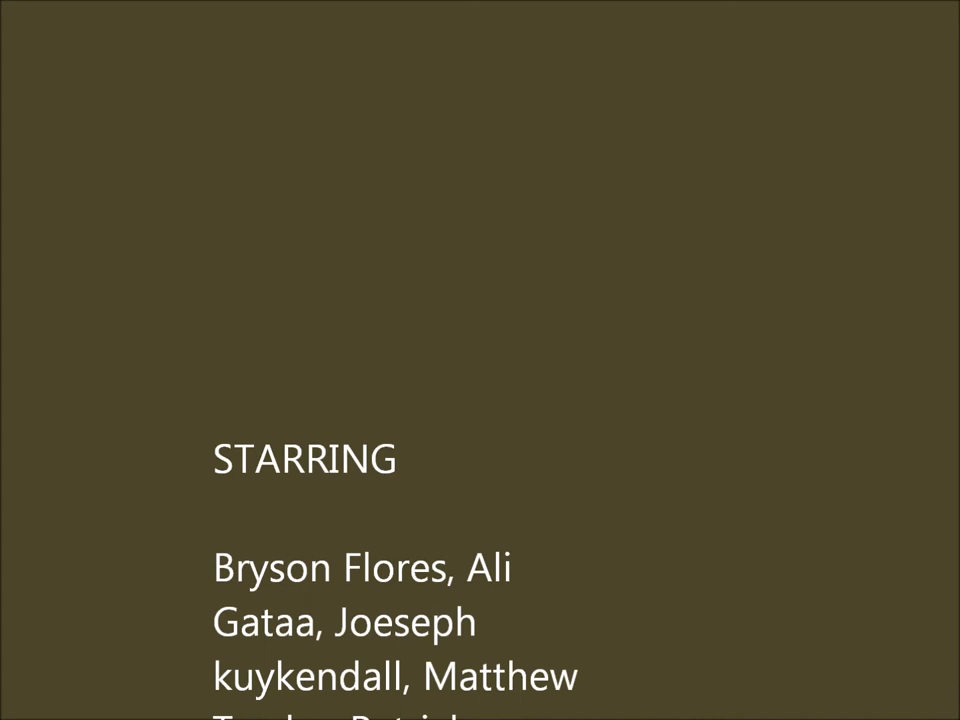 STARRING
Bryson Flores, Ali
Gataa, Joeseph
kuykendall, Matthew